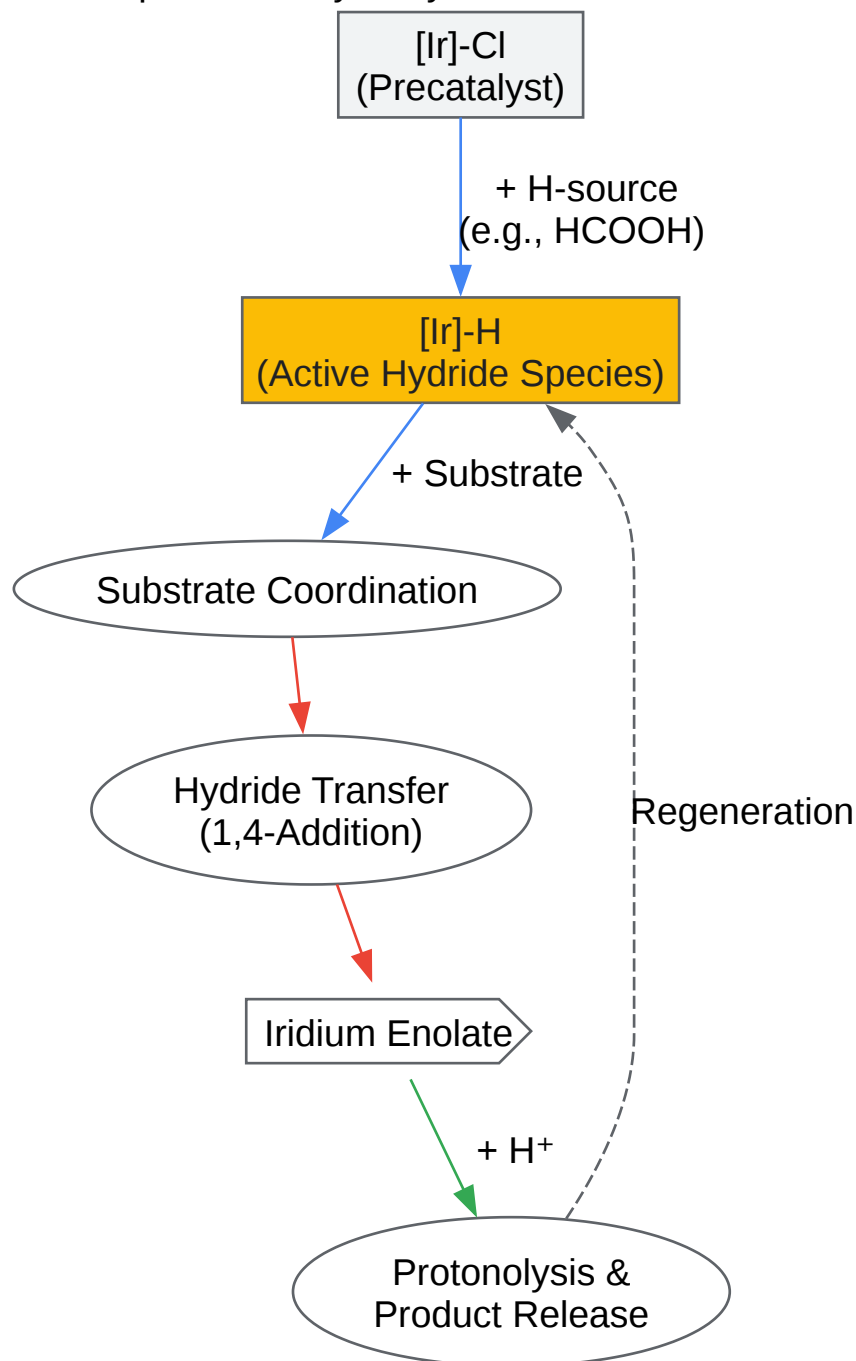 [Ir]-Cl
(Precatalyst)
+ H-source
(e.g., HCOOH)
[Ir]-H
(Active Hydride Species)
+ Substrate
Substrate Coordination
Hydride Transfer
(1,4-Addition)
Regeneration
Iridium Enolate
+ H⁺
Protonolysis &
Product Release